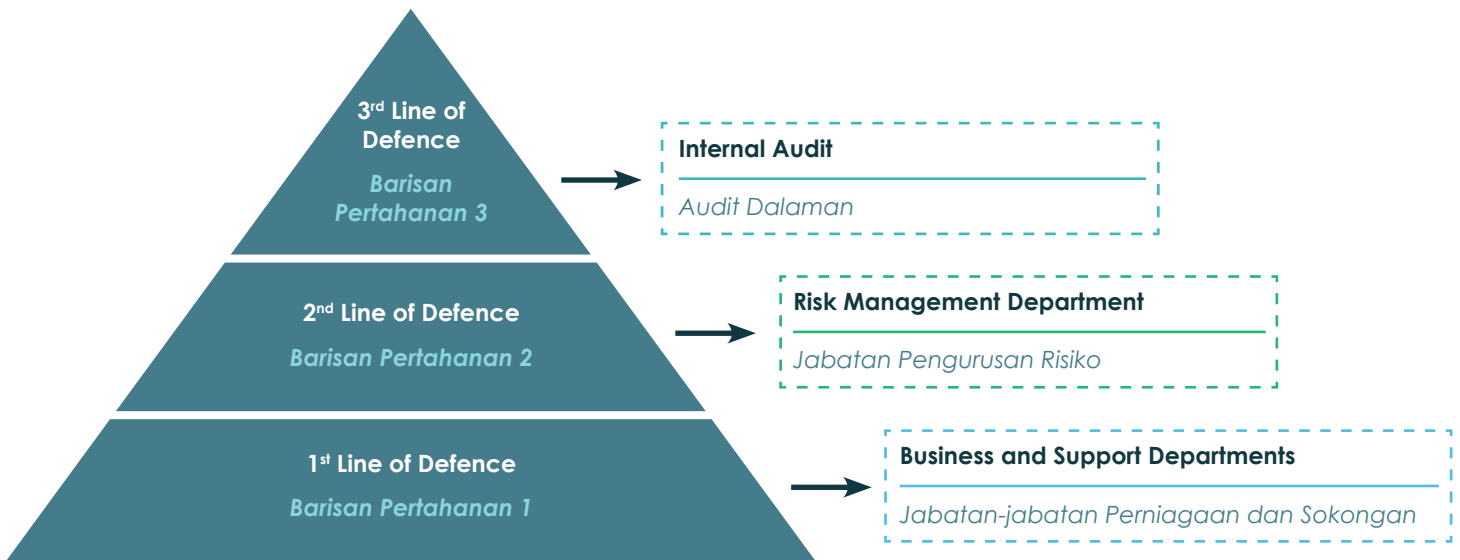 3rd Line of
Defence
Barisan
Pertahanan 3
Internal Audit
Audit Dalaman
2nd Line of Defence
Barisan Pertahanan 2
Risk Management Department
Jabatan Pengurusan Risiko
1st Line of Defence
Barisan Pertahanan 1
Business and Support Departments
Jabatan-jabatan Perniagaan dan Sokongan